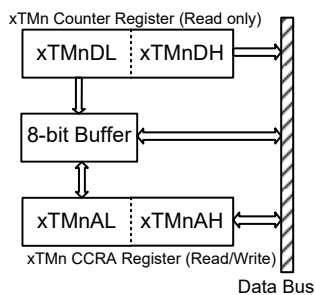 xTMn Counter Register (Read only)
xTMnDL xTMnDH
8-bit Buffer
xTMnAL xTMnAH
xTMn CCRA Register (Read/Write)
Data Bus